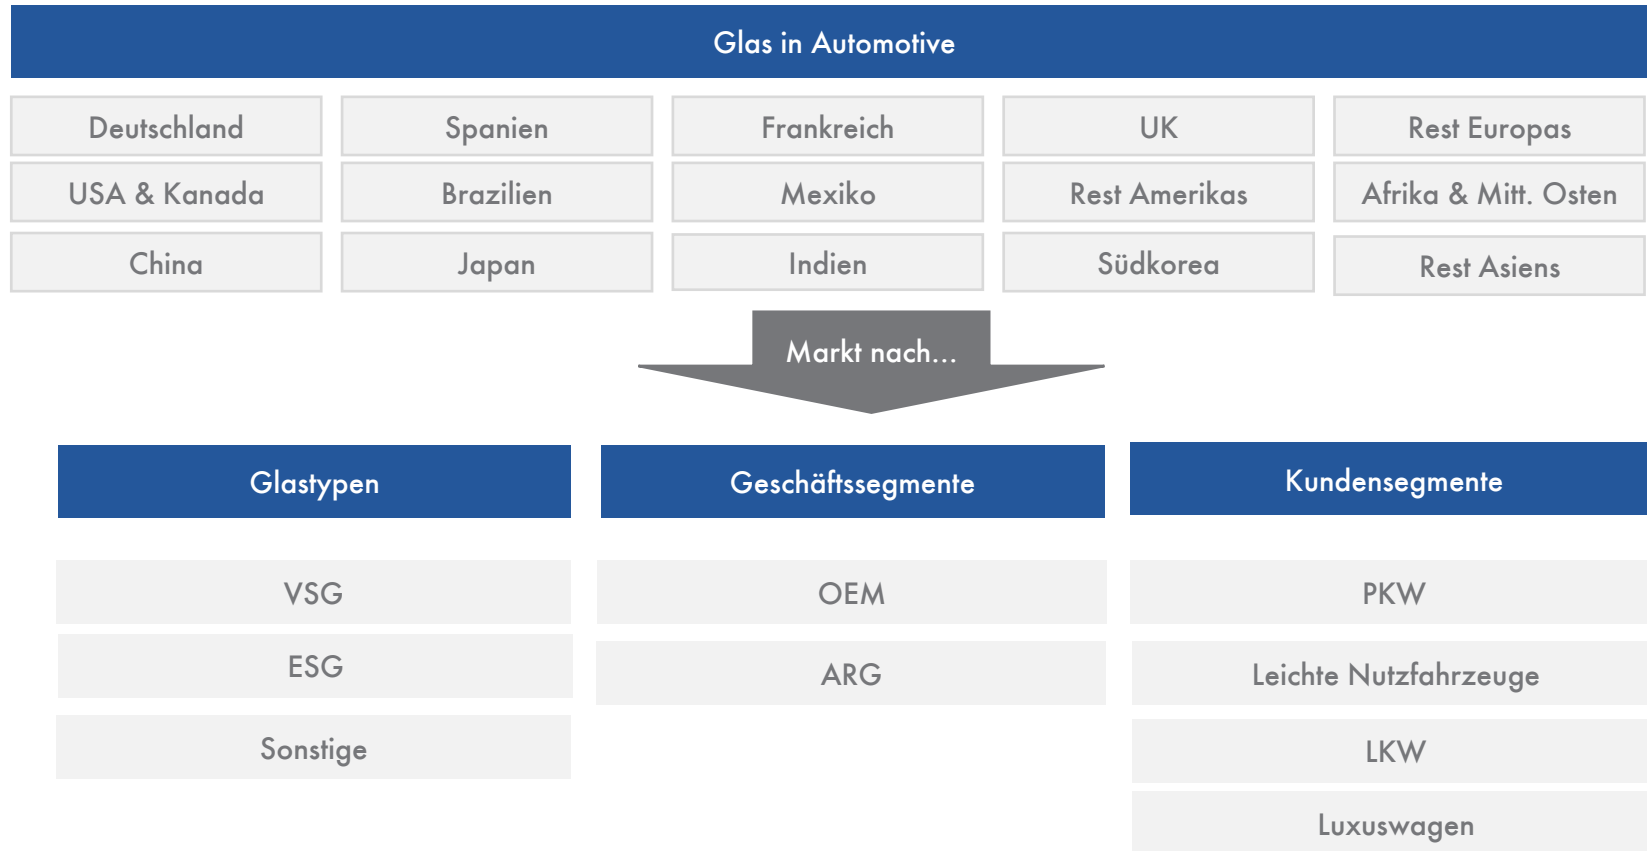 Glas in Automotive
Deutschland
Spanien
Frankreich
UK
Rest Europas
USA & Kanada
Brazilien
Mexiko
Rest Amerikas
Afrika & Mitt. Osten
China
Japan
Indien
Südkorea
Rest Asiens
Markt nach...
Glastypen
Geschäftssegmente
Kundensegmente
VSG
OEM
PKW
ESG
ARG
Leichte Nutzfahrzeuge
Sonstige
LKW
Luxuswagen